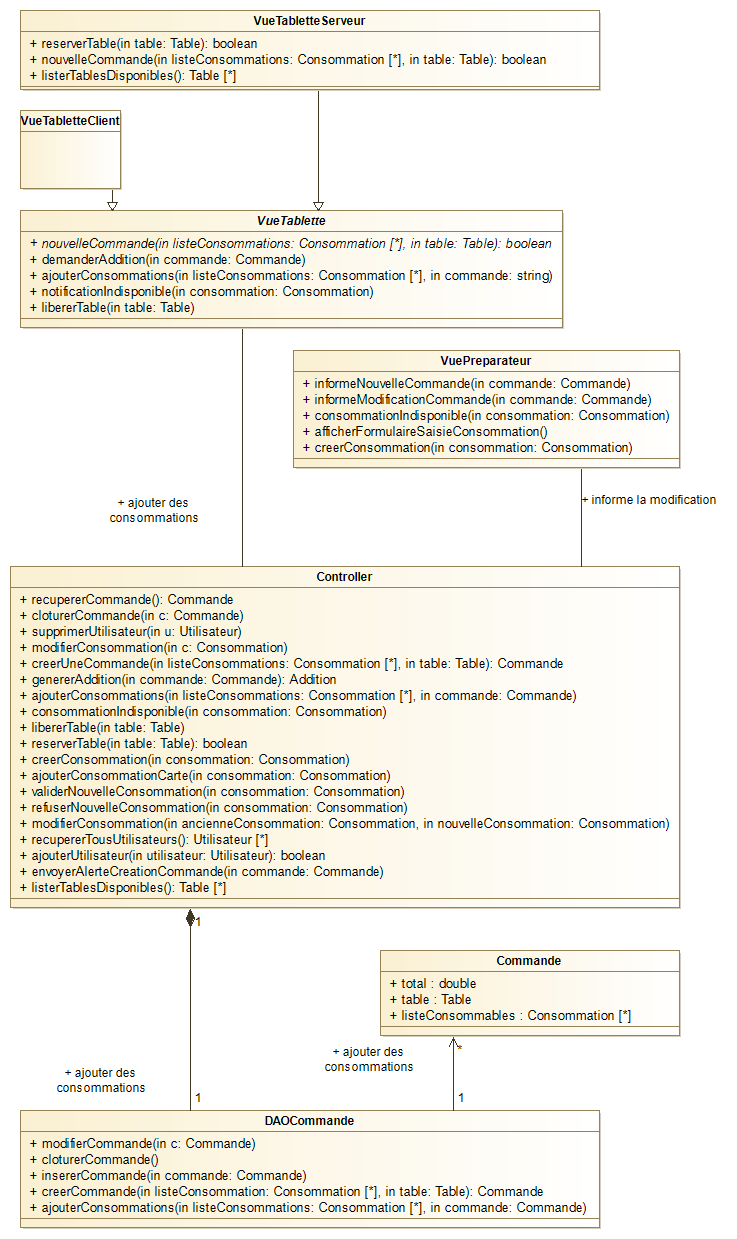 VueTabletteServeur
+ reserverTable(in table: Table): boolean
+ nouvelleCommande(in listeConsommations: Consommation [*], in table: Table): boolean
+ listerTablesDisponibles(): Table [*]
VueTabletteClient
VueTablette
+ nouvelleCommande(in listeConsommations: Consommation [*], in table: Table): boolean
+ demanderAddition(in commande: Commande)
+ ajouterConsommations(in listeConsommations: Consommation [*], in commande: string)
+ notificationIndisponible(in consommation: Consommation)
+ libererTable(in table: Table)
VuePreparateur
+ informeNouvelleCommande(in commande: Commande)
+ informeModificationCommande(in commande: Commande)
+ consommationIndisponible(in consommation: Consommation)
+ afficherFormulaireSaisieConsommation()
+ creerConsommation(in consommation: Consommation)
+ ajouter des
consommations
+ informe la modification
Controller
+ recupererCommande(): Commande
+ cloturerCommande(in c: Commande)
+ supprimerUtilisateur(in u: Utilisateur)
+ modifierConsommation(in c: Consommation)
+ creerUneCommande(in listeConsommations: Consommation [*], in table: Table): Commande
+ genererAddition(in commande: Commande): Addition
+ ajouterConsommations(in listeConsommations: Consommation [*], in commande: Commande)
+ consommationIndisponible(in consommation: Consommation)
+ libererTable(in table: Table)
+ reserverTable(in table: Table): boolean
+ creerConsommation(in consommation: Consommation)
+ ajouterConsommationCarte(in consommation: Consommation)
+ validerNouvelleConsommation(in consommation: Consommation)
+ refuserNouvelleConsommation(in consommation: Consommation)
+ modifierConsommation(in ancienneConsommation: Consommation, in nouvelleConsommation: Consommation)
+ recupererTousUtilisateurs(): Utilisateur [*]
+ ajouterUtilisateur(in utilisateur: Utilisateur): boolean
+ envoyerAlerteCreationCommande(in commande: Commande)
+ listerTablesDisponibles(): Table [*]
1
Commande
+ total : double
+ table : Table
+ listeConsommables : Consommation [*]
*
+ ajouter des
consommations
+ ajouter des
consommations
1
1
DAOCommande
+ modifierCommande(in c: Commande)
+ cloturerCommande()
+ insererCommande(in commande: Commande)
+ creerCommande(in listeConsommation: Consommation [*], in table: Table): Commande
+ ajouterConsommations(in listeConsommations: Consommation [*], in commande: Commande)